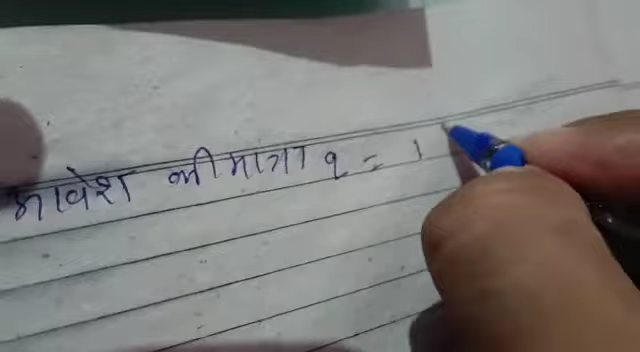 आवेश की मात्रा q = 1